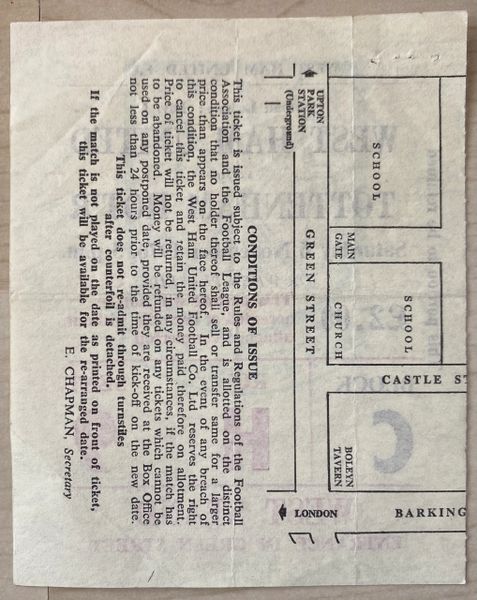 UPTON
PARK
STATION
(Underground)
SCHOOL
MAIN
GATE
SCHOOL
CHURCH
GREEN STREET
CASTLE ST
BOLEYN
TAVERN
LONDON
BARKING
CONDITIONS OF ISSUE
This ticket is issued subject to the Rules and Regulations of the Football
Association and the Football League, and is allotted on the distinct
condition that no holder thereof shall sell or transfer same for a larger
price than appears on the face hereof. In the event of any breach of
this condition, the West Ham United Football Co. Ltd reserves the right
to cancel this ticket and retain the money paid therefore on allotment.
Price of ticket will not be returned in any circumstances, if the match has
to be abandoned. Money will be refunded on any tickets which cannot be
used on any postponed date, provided they are received at the Box Office
not less than 24 hours prior to the time of kick-off on the new date.
This ticket does not re-admit through turnstiles
after counterfoil is detached.
If the match is not played on the date as printed on front of ticket,
this ticket will be available for the re-arranged date.
E. CHAPMAN, Secretary